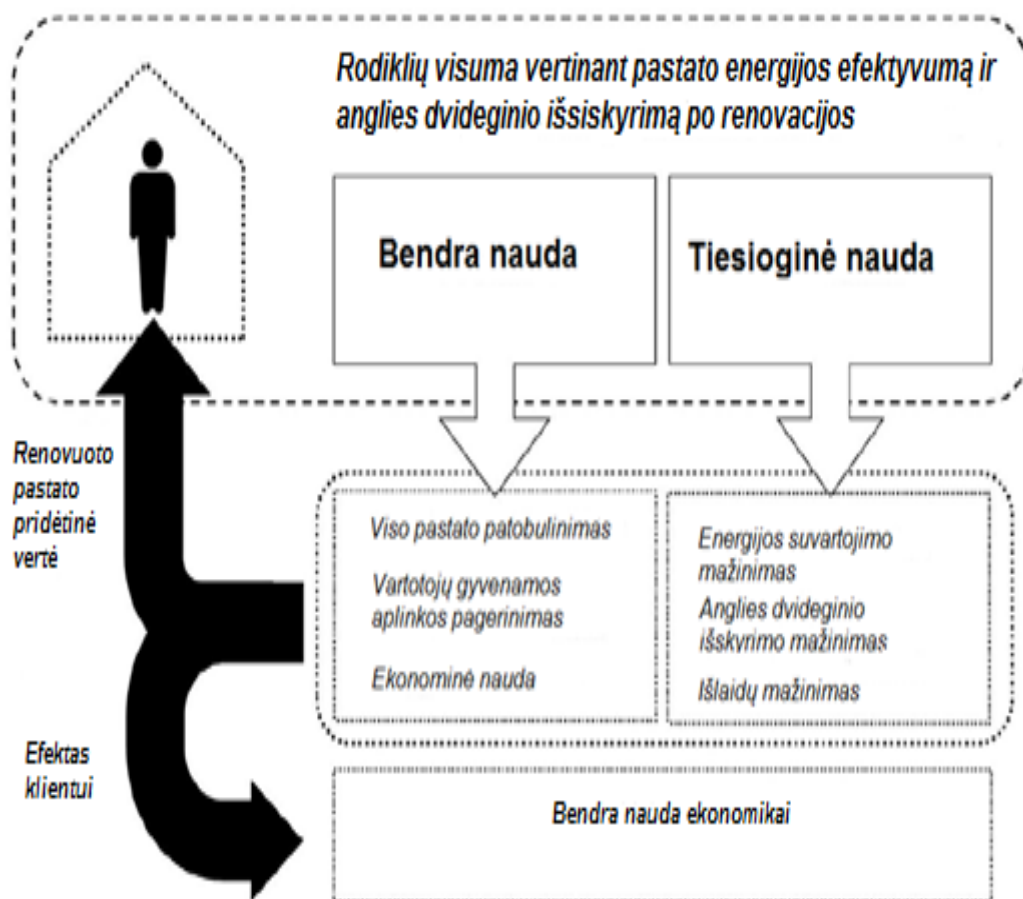 Rodiklių visuma vertinant pastato energijos efektyvumą ir
anglies dvideginio išsiskyrimą po renovacijos
Bendra nauda
Tiesioginė nauda
Renovuoto
pastato
pridėtinė
vertė
Viso pastato patobulinimas
Vartotojų gyvenamos
aplinkos pagerinimas
Ekonominė nauda
Energijos suvartojimo
mažinimas
Anglies dvideginio
išskyrimo mažinimas
Išlaidų mažinimas
Efektas
klientui
Bendra nauda ekonomikai